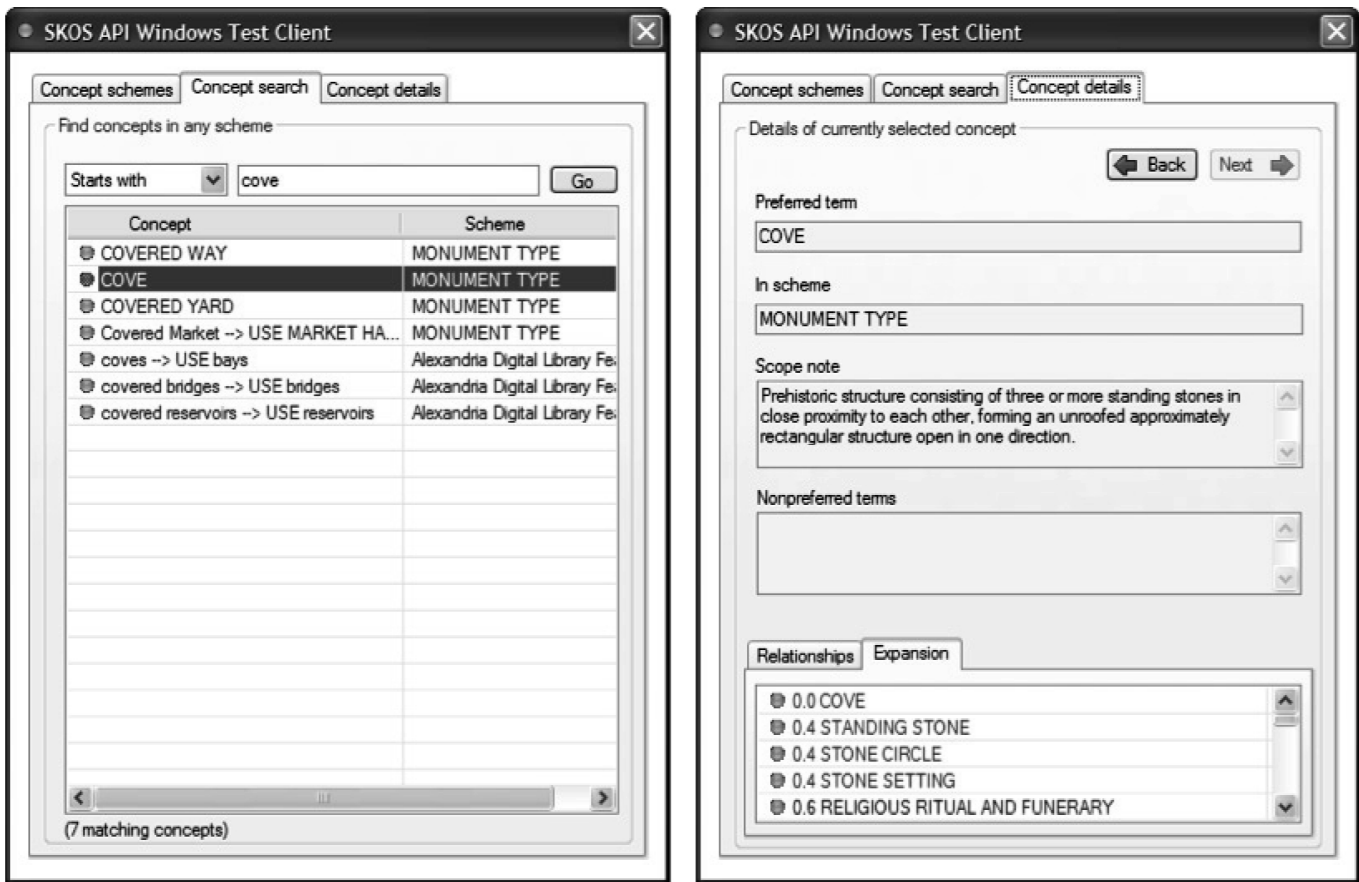 SKOS API Windows Test Client
Concept schemes
Concept search
Concept details
Find concepts in any scheme
Starts with
cove
Go
Concept
Scheme
COVERED WAY
MONUMENT TYPE
COVE
MONUMENT TYPE
COVERED YARD
MONUMENT TYPE
Covered Market --> USE MARKET HA...
MONUMENT TYPE
coves --> USE bays
Alexandria Digital Library Fe
covered bridges --> USE bridges
Alexandria Digital Library Fe
covered reservoirs --> USE reservoirs
Alexandria Digital Library Fe
(7 matching concepts)
SKOS API Windows Test Client
Concept schemes
Concept search
Concept details
Details of currently selected concept
Back
Next
Preferred term
COVE
In scheme
MONUMENT TYPE
Scope note
Prehistoric structure consisting of three or more standing stones in
close proximity to each other, forming an unroofed approximately
rectangular structure open in one direction.
Nonpreferred terms
Relationships
Expansion
0.0 COVE
0.4 STANDING STONE
0.4 STONE CIRCLE
0.4 STONE SETTING
0.6 RELIGIOUS RITUAL AND FUNERARY